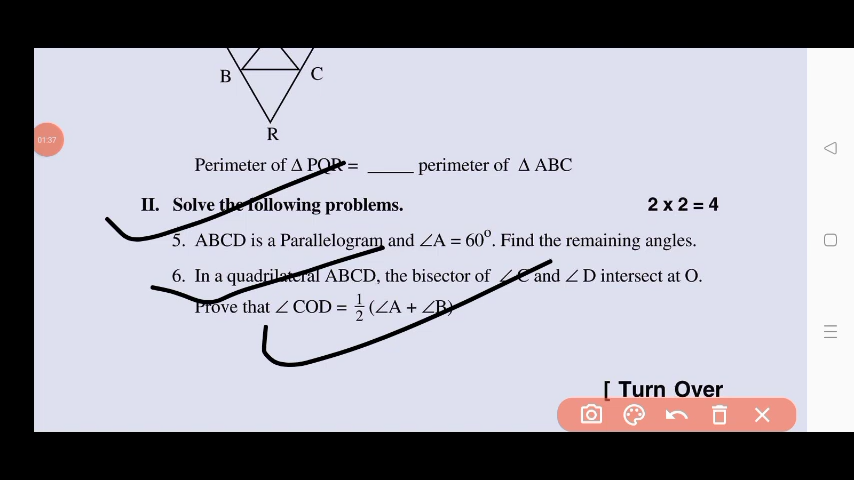 B C
R
01:37
Perimeter of Δ PQR = _____ perimeter of Δ ABC
II. Solve the following problems. 2 x 2 = 4
5. ABCD is a Parallelogram and ∠A = 60°. Find the remaining angles.
6. In a quadrilateral ABCD, the bisector of ∠C and ∠D intersect at O.
Prove that ∠COD = 1/2 (∠A + ∠B)
[ Turn Over